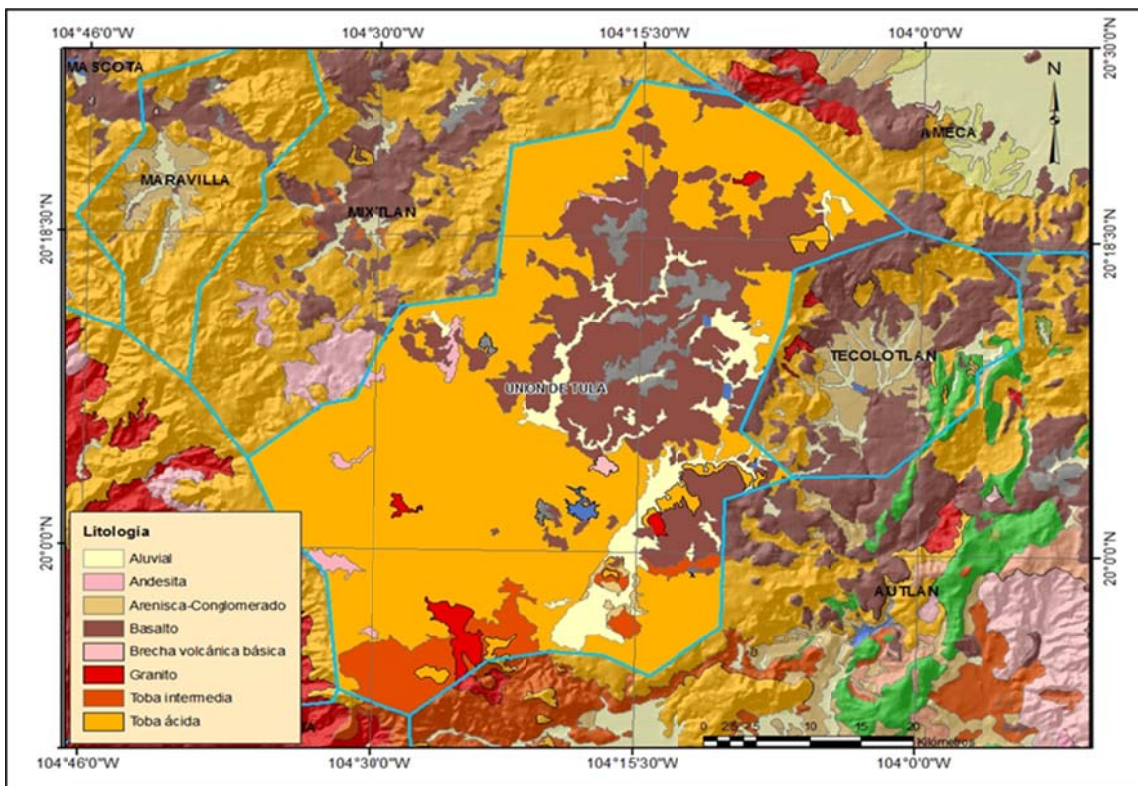 104°46'0"W 104°30'0"W 104°15'30"W 104°0'0"W
20°30'0"N
MASCOTA
N
AMECA
MARAVILLA
MIXTLAN
20°18'30"N
20°18'30"N
TECOLOTLAN
UNION DE TULA
20°0'0"N
20°0'0"N
AUTLAN
Litología
Aluvial
Andesita
Arenisca-Conglomerado
Basalto
Brecha volcánica básica
Granito
Toba intermedia
Toba ácida
0 2.5 5 10 15 20
Kilómetros
104°46'0"W 104°30'0"W 104°15'30"W 104°0'0"W